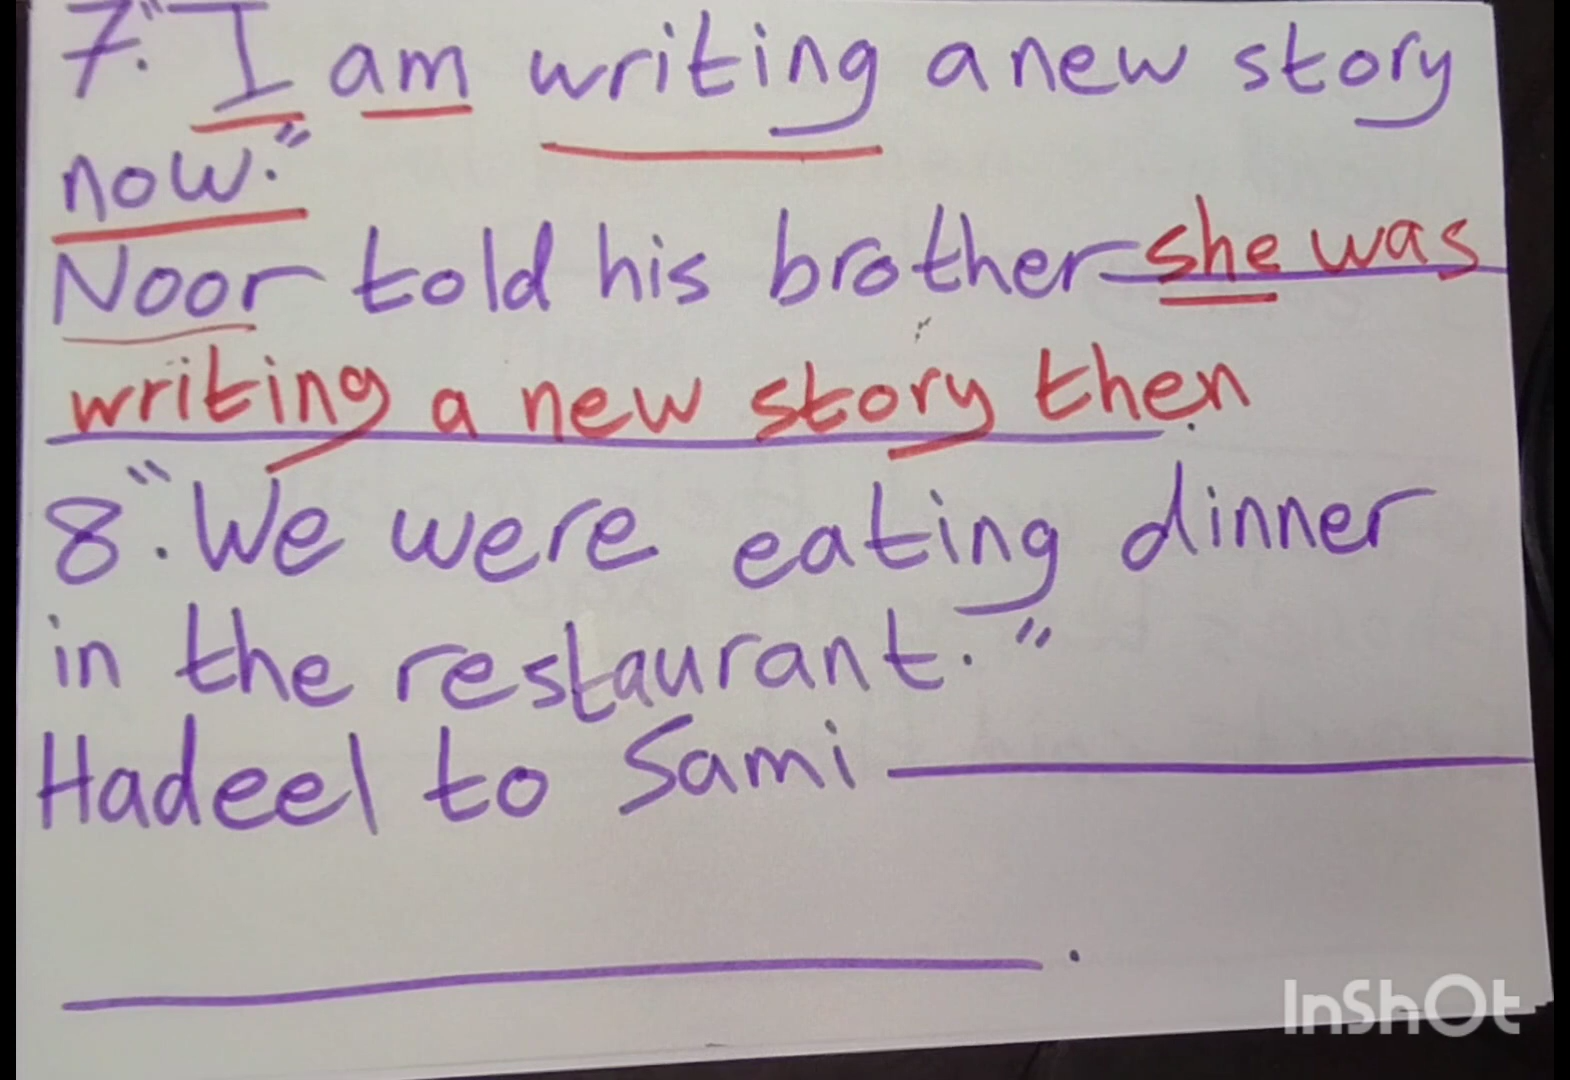 7. "I am writing a new story
now."
Noor told his brother she was
writing a new story then.
8. "We were eating dinner
in the restaurant."
Hadeel to Sami
.
InShOt